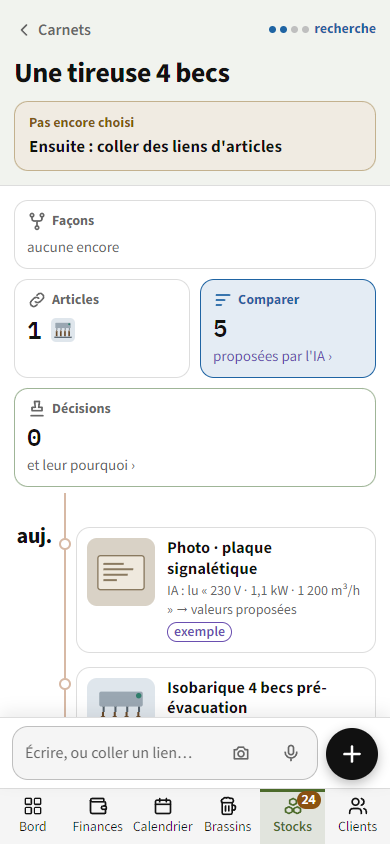 Carnets
recherche
Une tireuse 4 becs
Pas encore choisi
Ensuite : coller des liens d'articles
Façons
aucune encore
Articles
1
Comparer
5
proposées par l'IA ›
Décisions
0
et leur pourquoi ›
auj.
Photo · plaque
signalétique
IA : lu « 230 V · 1,1 kW · 1 200 m³/h
» → valeurs proposées
exemple
Isobarique 4 becs pré-
évacuation
Écrire, ou coller un lien…
24
Bord
Finances
Calendrier
Brassins
Stocks
Clients